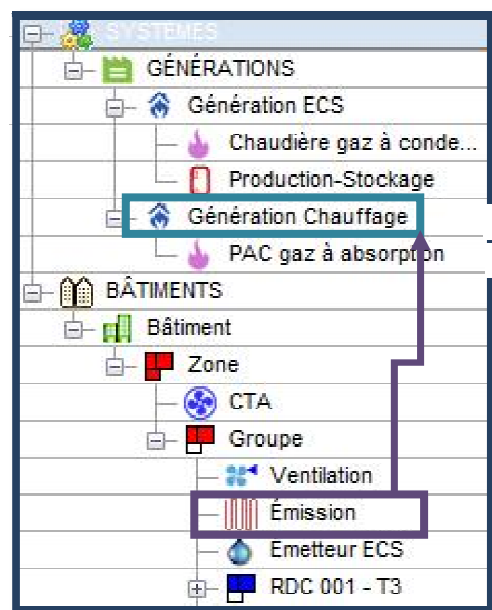 SYSTEMES
GÉNÉRATIONS
Génération ECS
Chaudière gaz à conde...
Production-Stockage
Génération Chauffage
PAC gaz à absorption
BÂTIMENTS
Bâtiment
Zone
CTA
Groupe
Ventilation
Émission
Emetteur ECS
RDC 001 - T3